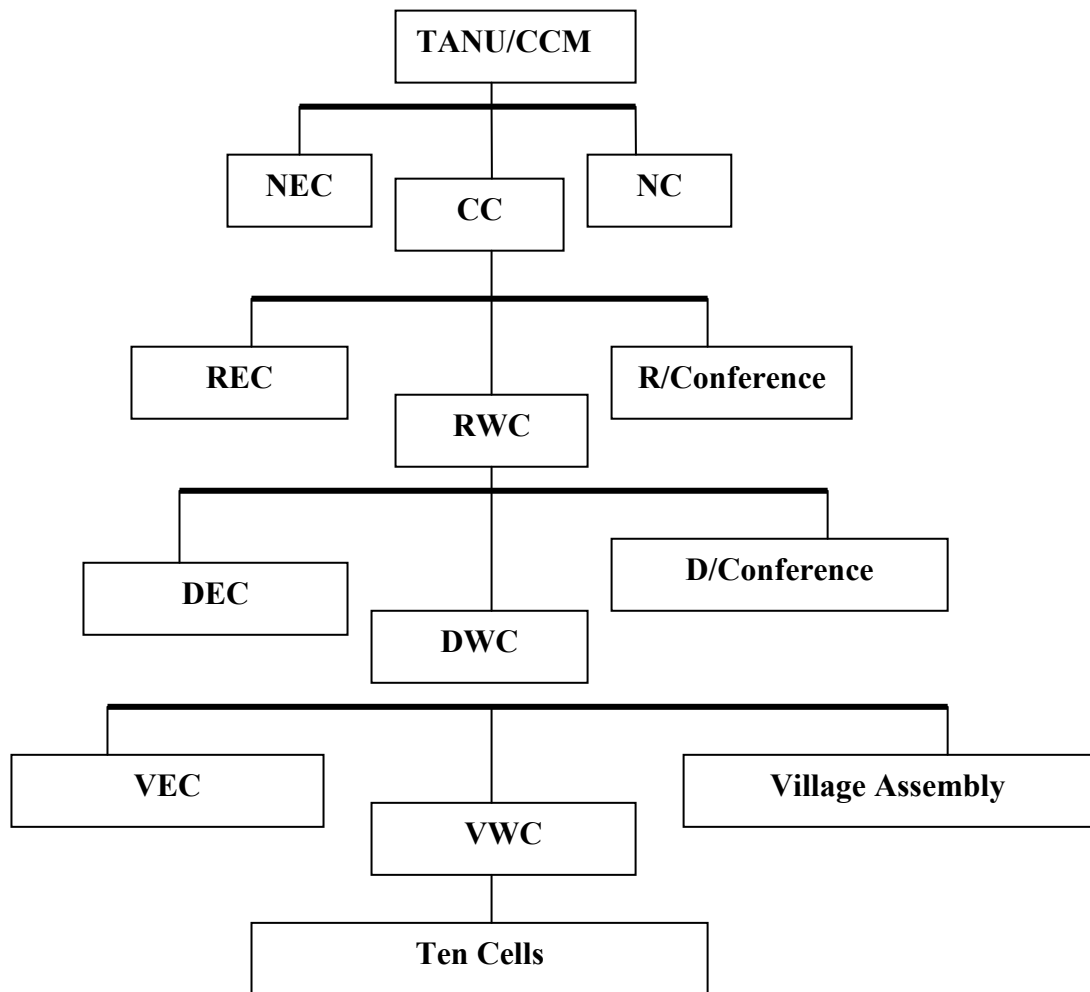 TANU/CCM
NEC
NC
CC
REC
R/Conference
RWC
DEC
D/Conference
DWC
VEC
Village Assembly
VWC
Ten Cells